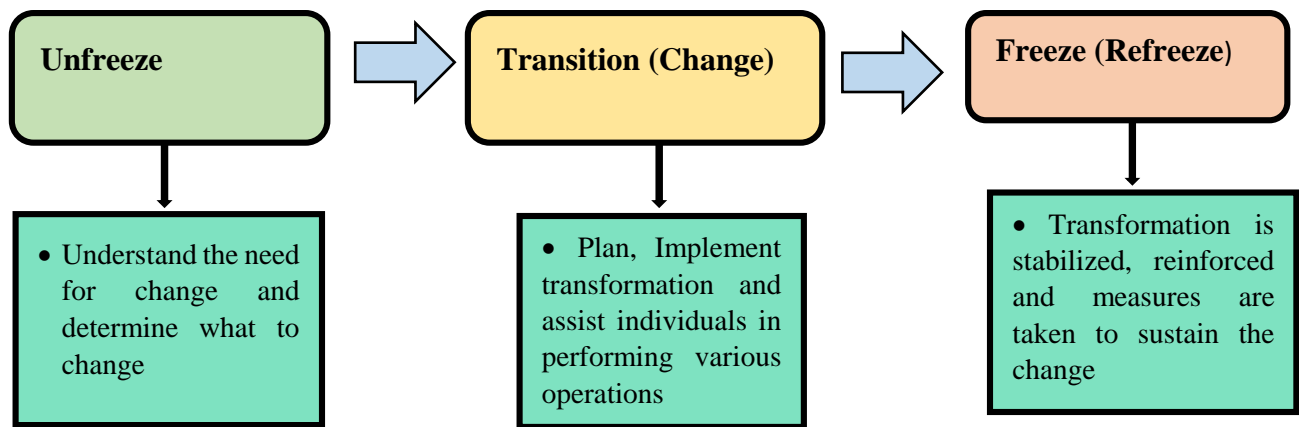 Unfreeze
Transition (Change)
Freeze (Refreeze)
• Understand the need
for change and
determine what to
change
• Plan, Implement
transformation and
assist individuals in
performing various
operations
• Transformation is
stabilized, reinforced
and measures are
taken to sustain the
change